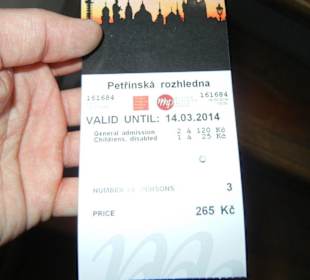 Petřínská rozhledna
161684 161684
VALID UNTIL: 14.03.2014
General admission 2 á 120 Kč
Childrens, disabled 1 á 25 Kč
NUMBER OF PERSONS 3
PRICE 265 Kč